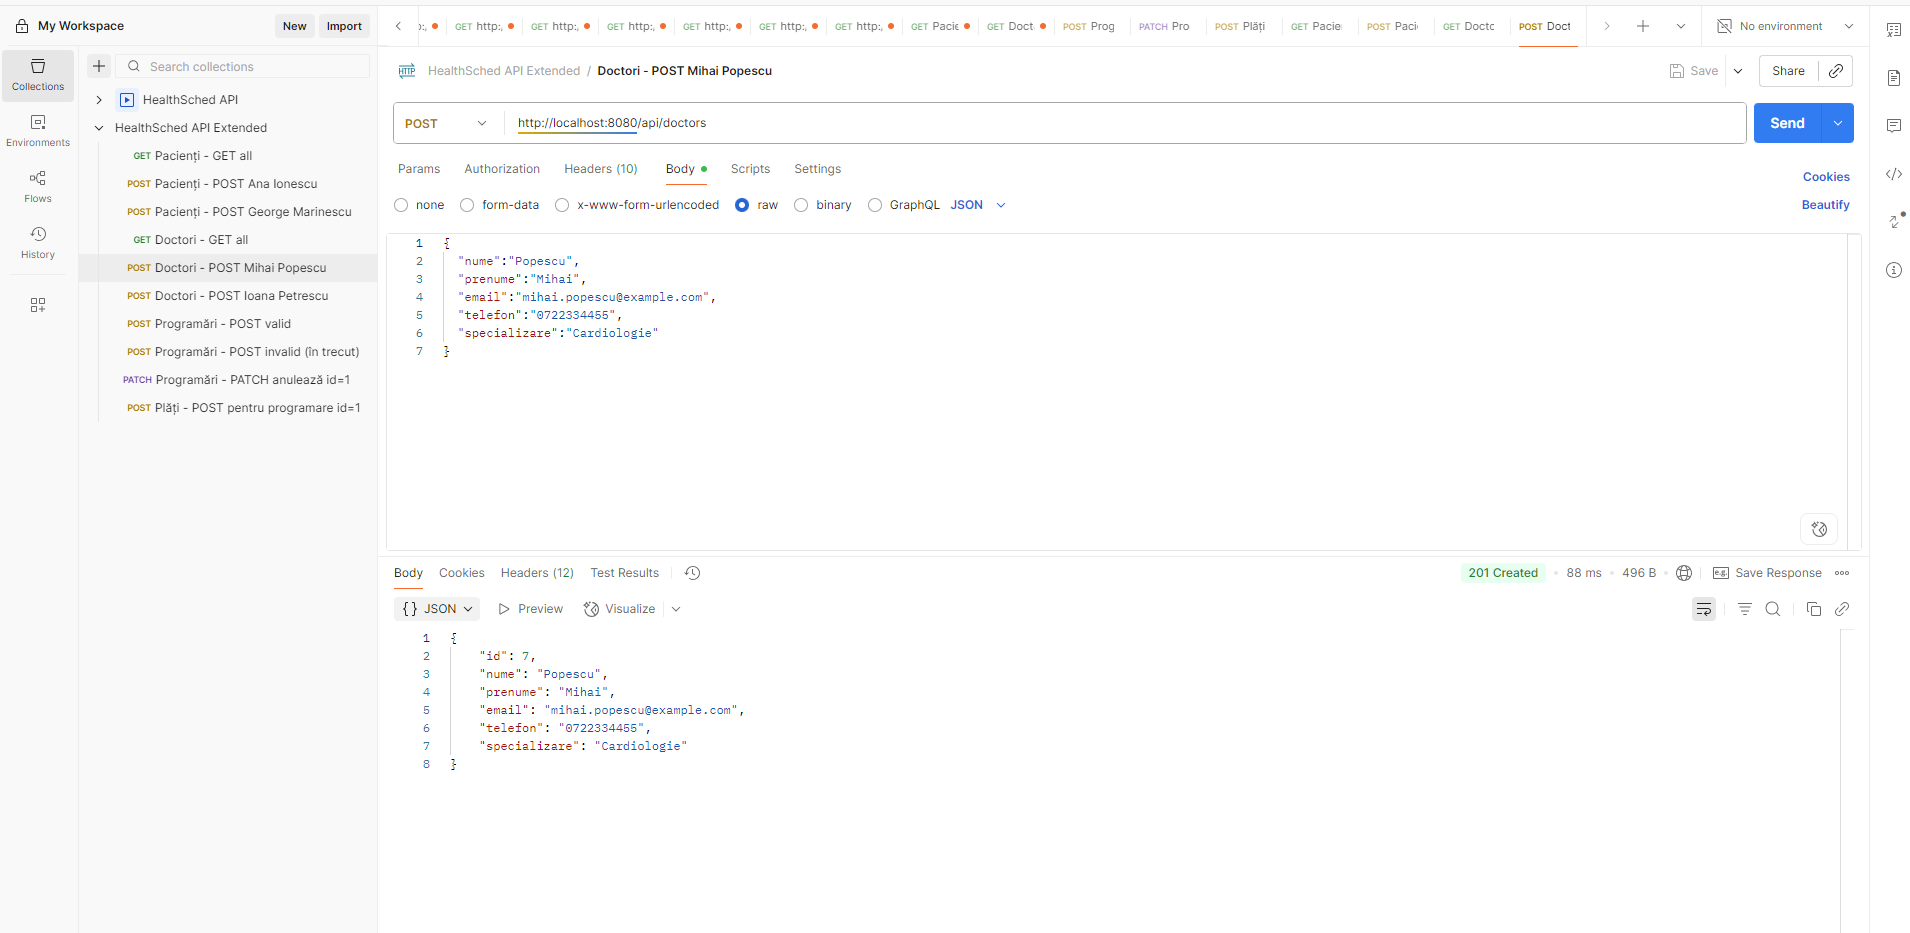 My Workspace
New
Import
Collections
Environments
Flows
History
Search collections
HealthSched API
HealthSched API Extended
GET Pacienți - GET all
POST Pacienți - POST Ana Ionescu
POST Pacienți - POST George Marinescu
GET Doctori - GET all
POST Doctori - POST Mihai Popescu
POST Doctori - POST Ioana Petrescu
POST Programări - POST valid
POST Programări - POST invalid (în trecut)
PATCH Programări - PATCH anulează id=1
POST Plăți - POST pentru programare id=1
GET http:, GET http:, GET http:, GET http:, GET http:, GET http:, GET Pacie GET Doct POST Prog PATCH Pro POST Plăți GET Pacie POST Paci GET Docto POST Doct
No environment
HTTP HealthSched API Extended / Doctori - POST Mihai Popescu
Save
Share
POST http://localhost:8080/api/doctors
Send
Params Authorization Headers (10) Body Scripts Settings
Cookies
none form-data x-www-form-urlencoded raw binary GraphQL JSON
Beautify
1 {
2 "nume":"Popescu",
3 "prenume":"Mihai",
4 "email":"mihai.popescu@example.com",
5 "telefon":"0722334455",
6 "specializare":"Cardiologie"
7 }
Body Cookies Headers (12) Test Results
201 Created • 88 ms • 496 B
e.g. Save Response
{} JSON Preview Visualize
1 {
2 "id": 7,
3 "nume": "Popescu",
4 "prenume": "Mihai",
5 "email": "mihai.popescu@example.com",
6 "telefon": "0722334455",
7 "specializare": "Cardiologie"
8 }